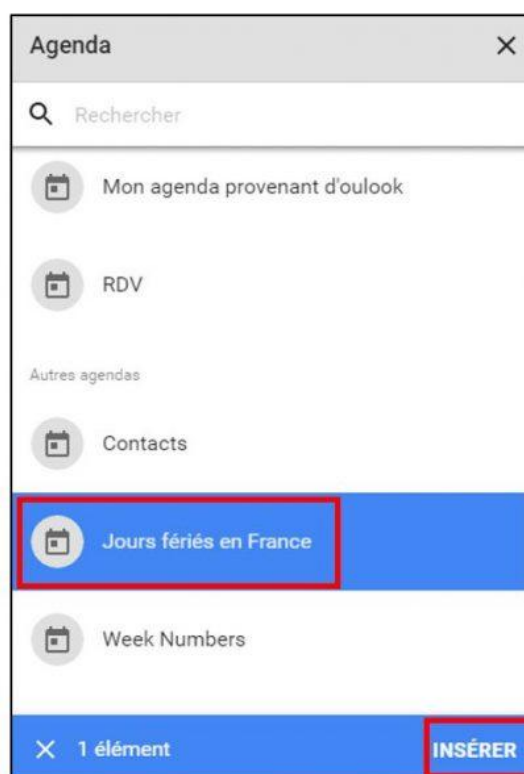 Agenda
Rechercher
Mon agenda provenant d'oulook
RDV
Autres agendas
Contacts
Jours fériés en France
Week Numbers
1 élément
INSÉRER